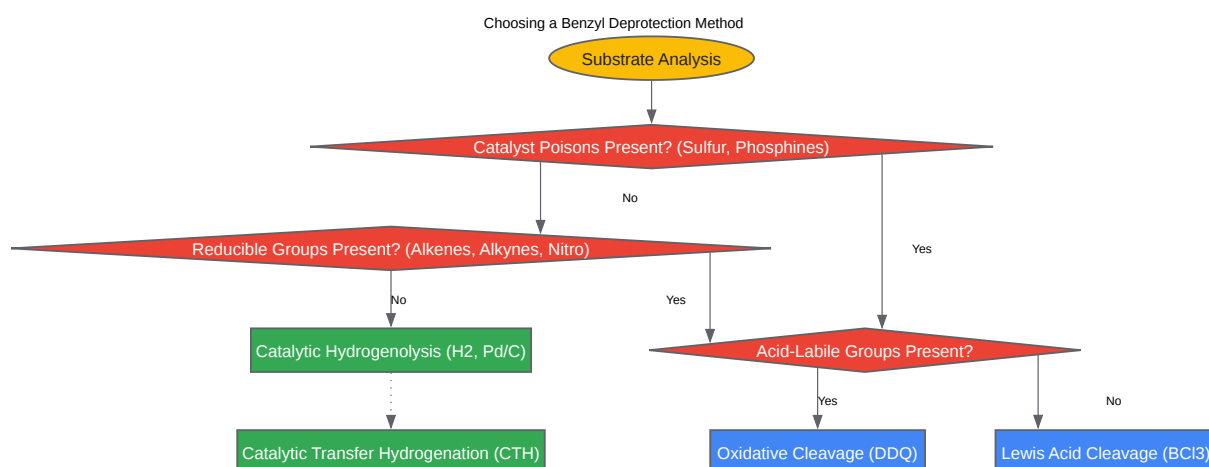 Choosing a Benzyl Deprotection Method
Substrate Analysis
Catalyst Poisons Present? (Sulfur, Phosphines)
No
Reducible Groups Present? (Alkenes, Alkynes, Nitro)
Yes
No
Yes
Catalytic Hydrogenolysis (H2, Pd/C)
Acid-Labile Groups Present?
Yes
No
Catalytic Transfer Hydrogenation (CTH)
Oxidative Cleavage (DDQ)
Lewis Acid Cleavage (BCl3)